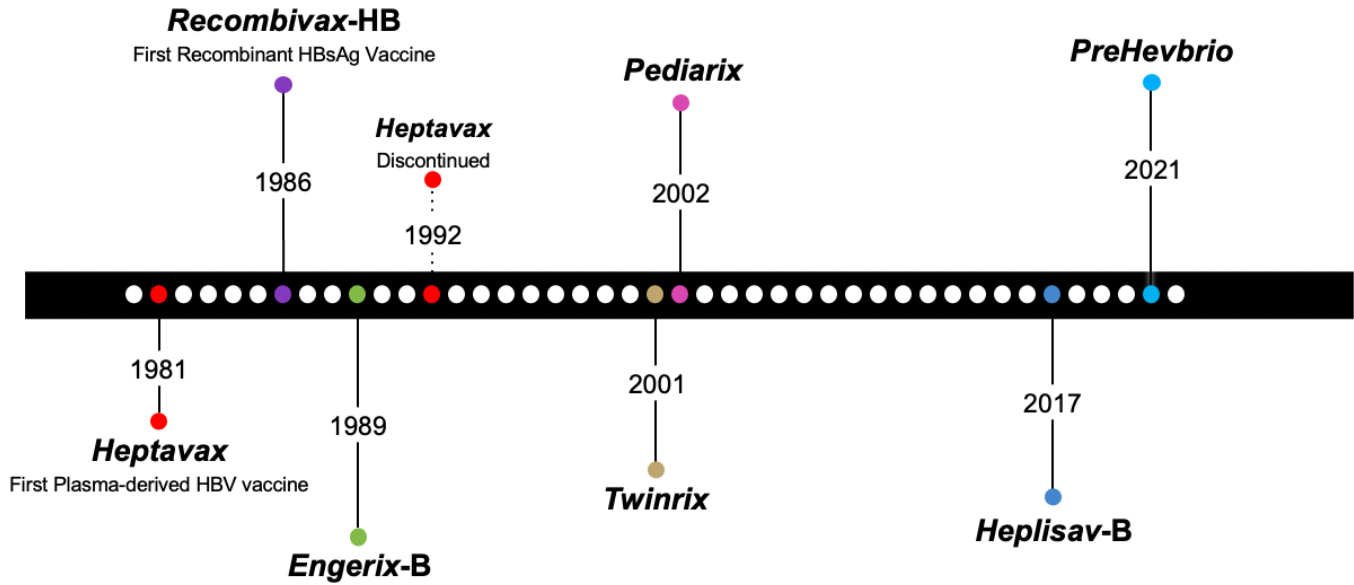 Recombivax-HB
First Recombinant HBsAg Vaccine
1986
Heptavax
Discontinued
1992
Pediarix
2002
PreHevbrio
2021
1981
Heptavax
First Plasma-derived HBV vaccine
1989
Engerix-B
2001
Twinrix
2017
Heplisav-B